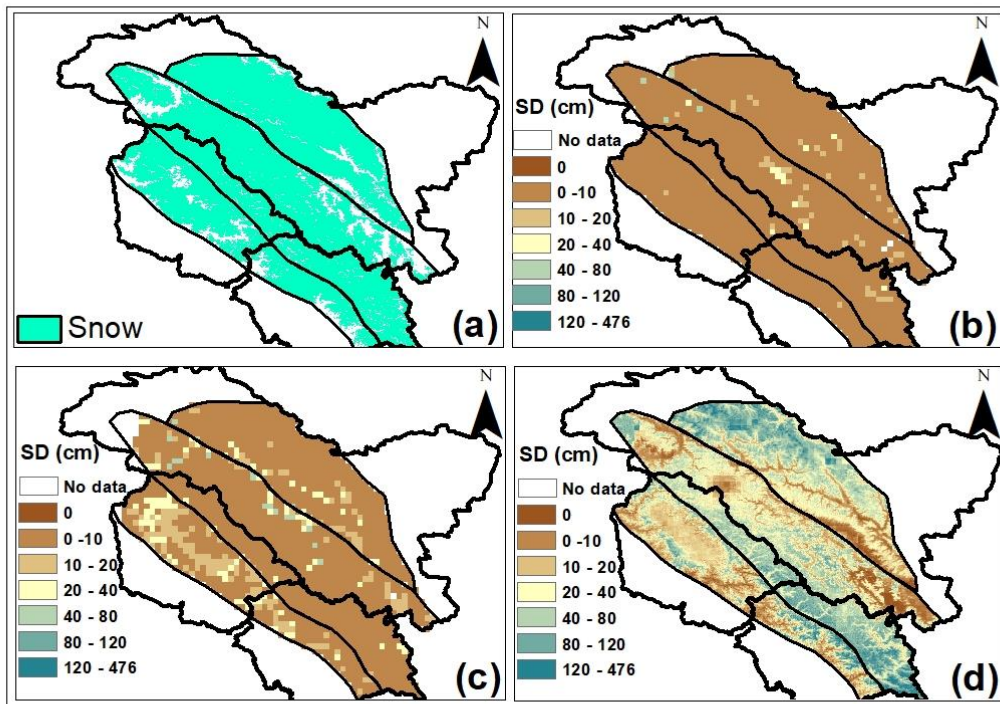 N
Snow
(a)
N
SD (cm)
No data
0
0 -10
10 - 20
20 - 40
40 - 80
80 - 120
120 - 476
(b)
N
SD (cm)
No data
0
0 -10
10 - 20
20 - 40
40 - 80
80 - 120
120 - 476
(c)
N
SD (cm)
No data
0
0 -10
10 - 20
20 - 40
40 - 80
80 - 120
120 - 476
(d)